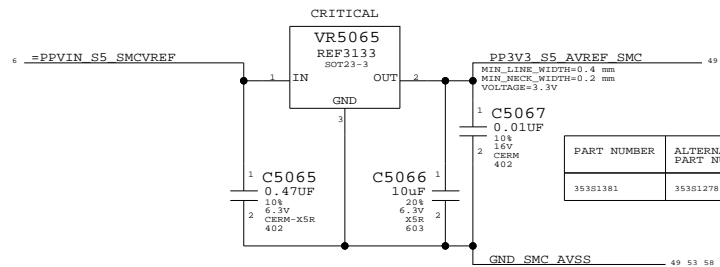 CRITICAL
VR5065
REF3133
SOT23-3
6 =PPVIN_S5_SMCVREF
PP3V3_S5_AVREF_SMC 49
MIN_LINE_WIDTH=0.4 mm
MIN_NECK_WIDTH=0.2 mm
VOLTAGE=3.3V
1 IN
OUT 2
GND
3
1
C5067
0.01UF
10%
16V
CERM
402
2
PART NUMBER
353S1381
353S1278
1
C5065
0.47UF
10%
6.3V
CERM-X5R
402
2
C5066
10uF
20%
6.3V
X5R
603
1
2
GND_SMC_AVSS 49 53 58